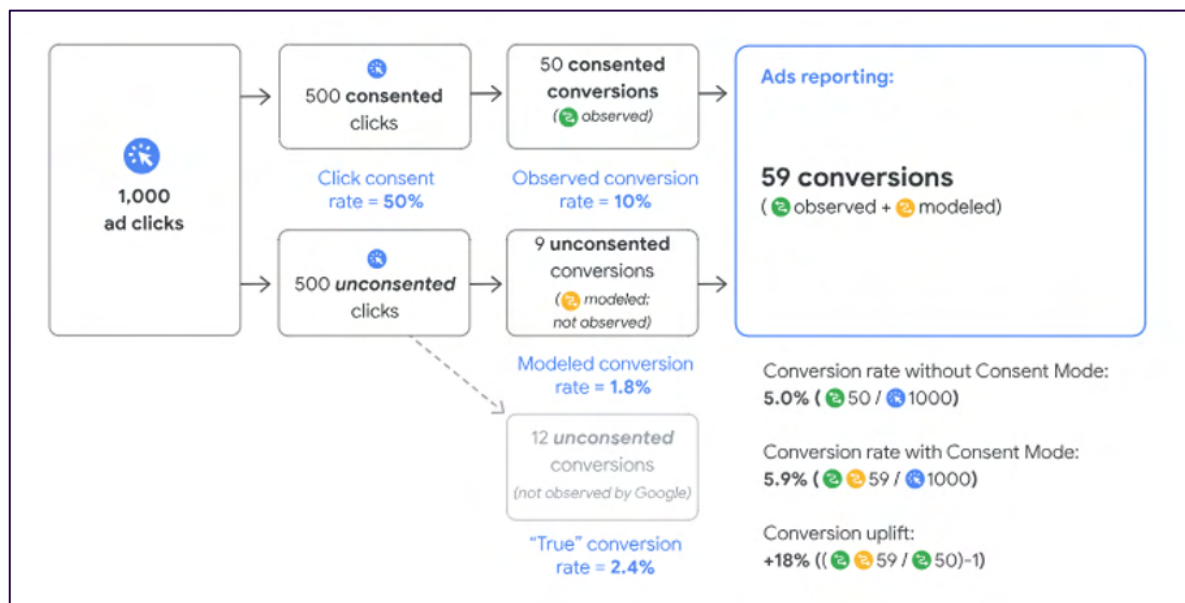 1,000
ad clicks
500 consented
clicks
Click consent
rate = 50%
50 consented
conversions
( observed)
Observed conversion
rate = 10%
500 unconsented
clicks
9 unconsented
conversions
( modeled;
not observed)
Modeled conversion
rate = 1.8%
12 unconsented
conversions
(not observed by Google)
"True" conversion
rate = 2.4%
Ads reporting:
59 conversions
( observed + modeled)
Conversion rate without Consent Mode:
5.0% ( 50 / 1000)
Conversion rate with Consent Mode:
5.9% ( 59 / 1000)
Conversion uplift:
+18% (( 59 / 50)-1)